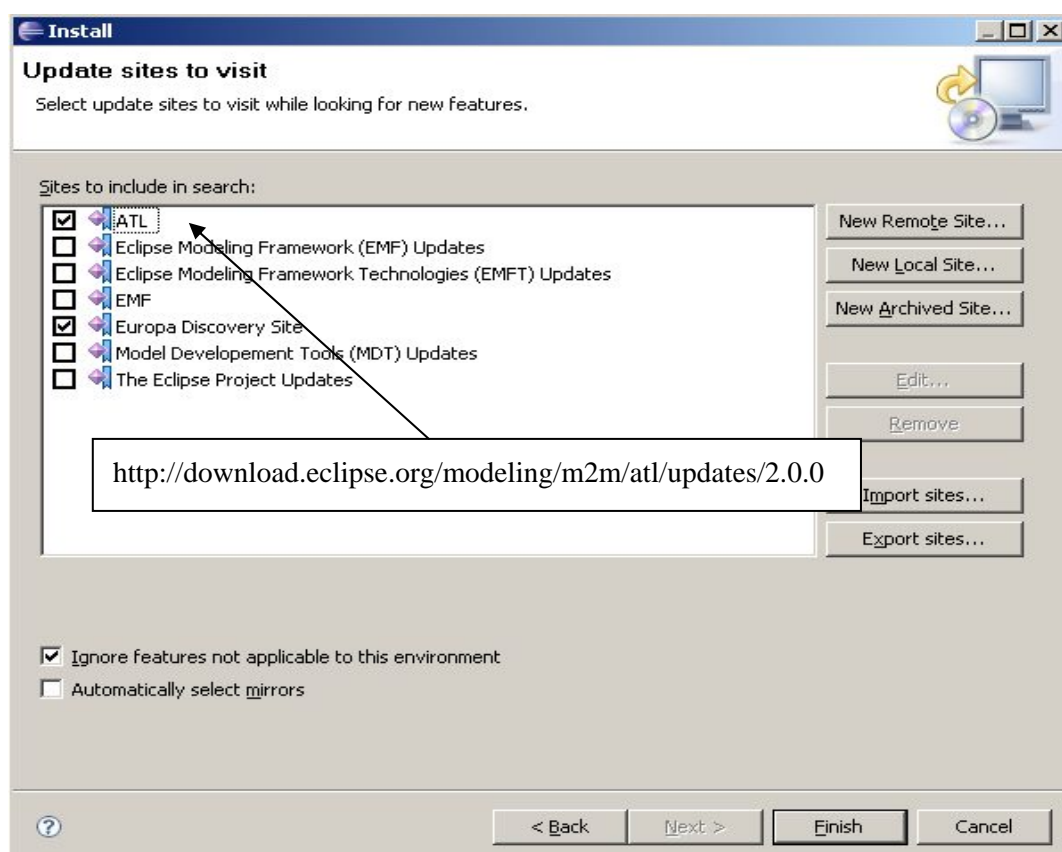 Install
Update sites to visit
Select update sites to visit while looking for new features.
Sites to include in search:
ATL
Eclipse Modeling Framework (EMF) Updates
Eclipse Modeling Framework Technologies (EMFT) Updates
EMF
Europa Discovery Site
Model Developement Tools (MDT) Updates
The Eclipse Project Updates
New Remote Site...
New Local Site...
New Archived Site...
Edit...
Remove
http://download.eclipse.org/modeling/m2m/atl/updates/2.0.0
Import sites...
Export sites...
Ignore features not applicable to this environment
Automatically select mirrors
?
< Back
Next >
Finish
Cancel